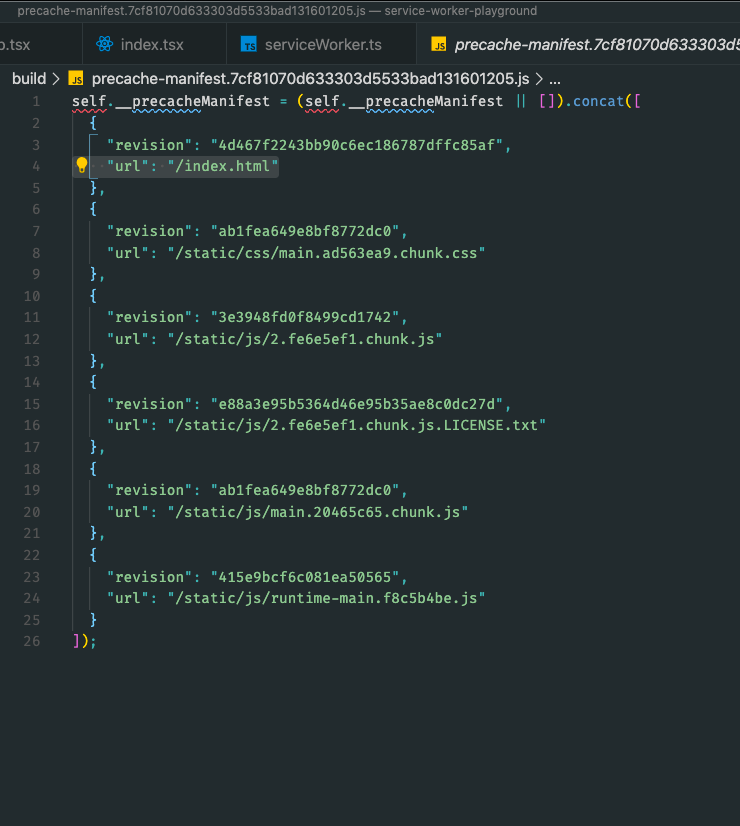 precache-manifest.7cf81070d633303d5533bad131601205.js — service-worker-playground
.tsx index.tsx TS serviceWorker.ts JS precache-manifest.7cf81070d633303d5
build > JS precache-manifest.7cf81070d633303d5533bad131601205.js > ...
1 self.__precacheManifest = (self.__precacheManifest || []).concat([
2 {
3 "revision": "4d467f2243bb90c6ec186787dffc85af",
4 "url": "/index.html"
5 },
6 {
7 "revision": "ab1fea649e8bf8772dc0",
8 "url": "/static/css/main.ad563ea9.chunk.css"
9 },
10 {
11 "revision": "3e3948fd0f8499cd1742",
12 "url": "/static/js/2.fe6e5ef1.chunk.js"
13 },
14 {
15 "revision": "e88a3e95b5364d46e95b35ae8c0dc27d",
16 "url": "/static/js/2.fe6e5ef1.chunk.js.LICENSE.txt"
17 },
18 {
19 "revision": "ab1fea649e8bf8772dc0",
20 "url": "/static/js/main.20465c65.chunk.js"
21 },
22 {
23 "revision": "415e9bcf6c081ea50565",
24 "url": "/static/js/runtime-main.f8c5b4be.js"
25 }
26 ]);